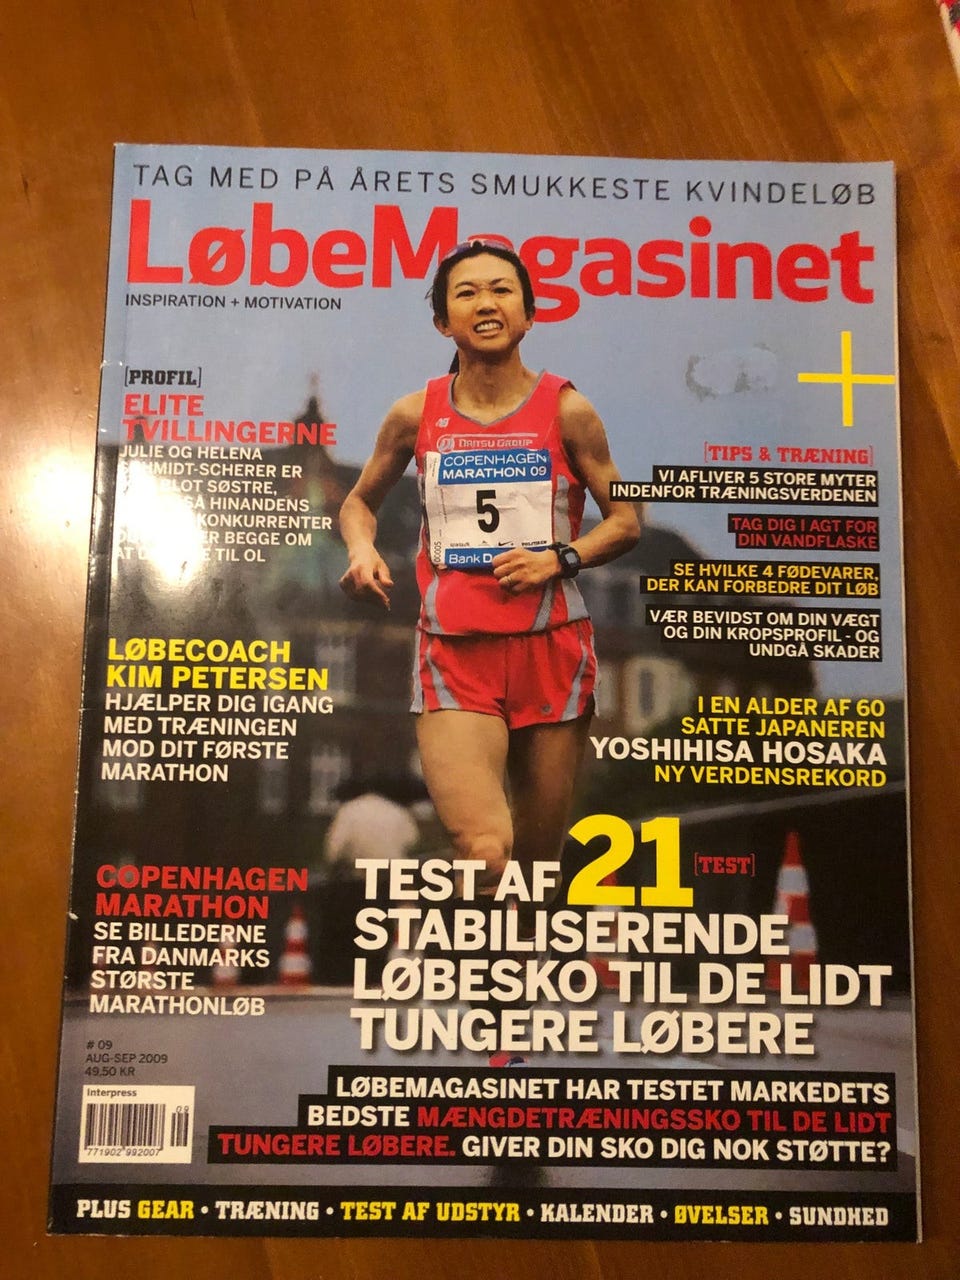 TAG MED PÅ ÅRETS SMUKKESTE KVINDELØB
LøbeMagasinet
INSPIRATION + MOTIVATION
[PROFIL]
ELITE
TVILLINGERNE
JULIE OG HELENA
SCHMIDT-SCHERER ER
BLOT SØSTRE,
HINANDENS
KONKURRENTER
BEGGE OM
TIL OL
LØBECOACH
KIM PETERSEN
HJÆLPER DIG IGANG
MED TRÆNINGEN
MOD DIT FØRSTE
MARATHON
COPENHAGEN
MARATHON
SE BILLEDERNE
FRA DANMARKS
STØRSTE
MARATHONLØB
# 09
AUG-SEP 2009
49,50 KR
Interpress
09
771902 992007
DANSU GROUP
COPENHAGEN
MARATHON 09
5
Bank D
[TIPS & TRÆNING]
VI AFLIVER 5 STORE MYTER
INDENFOR TRÆNINGSVERDENEN
TAG DIG I AGT FOR
DIN VANDFLASKE
SE HVILKE 4 FØDEVARER,
DER KAN FORBEDRE DIT LØB
VÆR BEVIDST OM DIN VÆGT
OG DIN KROPSPROFIL - OG
UNDGÅ SKADER
I EN ALDER AF 60
SATTE JAPANEREN
YOSHIHISA HOSAKA
NY VERDENSREKORD
TEST AF 21 [TEST]
STABILISERENDE
LØBESKO TIL DE LIDT
TUNGERE LØBERE
LØBEMAGASINET HAR TESTET MARKEDETS
BEDSTE MÆNGDETRÆNINGSSKO TIL DE LIDT
TUNGERE LØBERE. GIVER DIN SKO DIG NOK STØTTE?
PLUS GEAR • TRÆNING • TEST AF UDSTYR • KALENDER • ØVELSER • SUNDHED